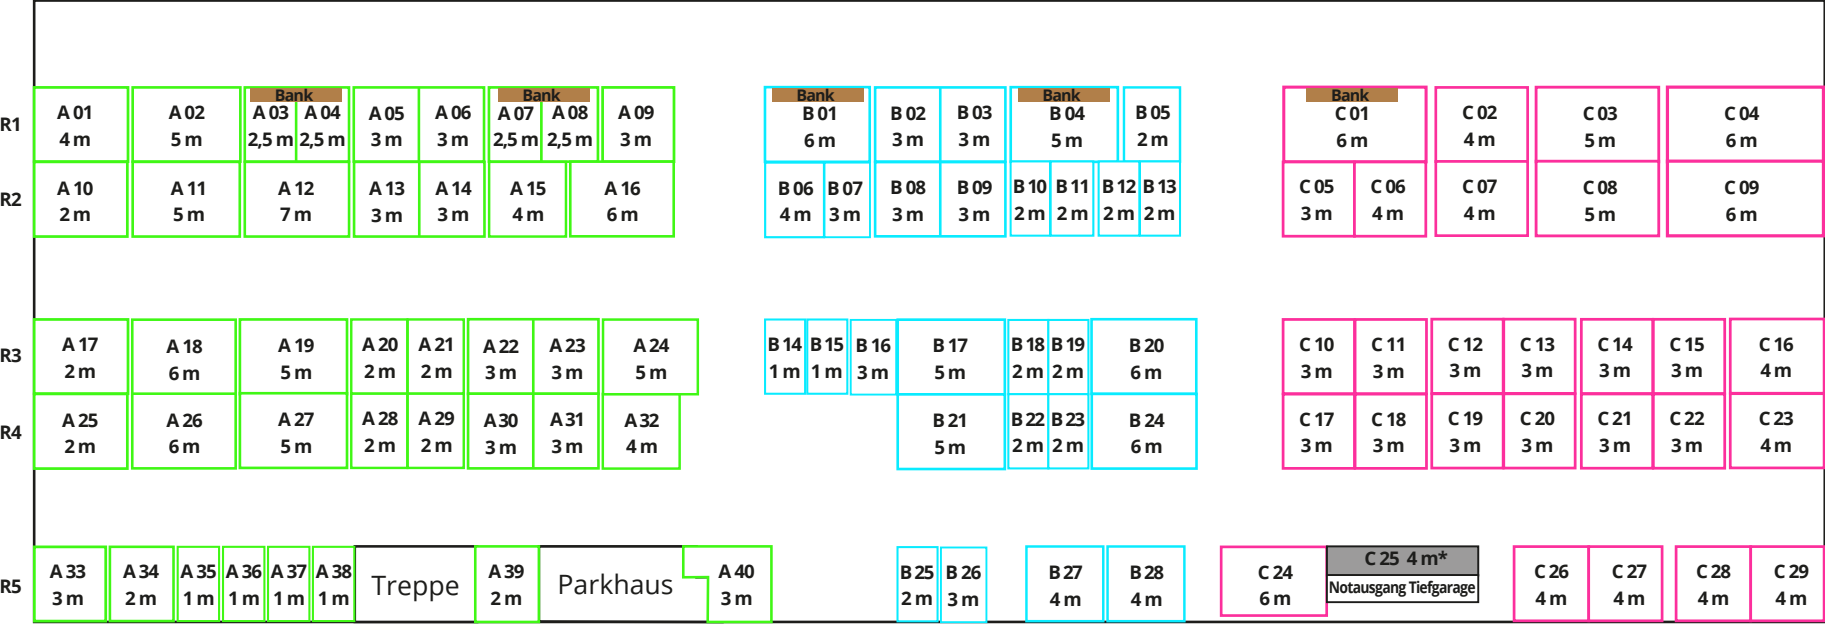 Bank Bank Bank Bank Bank
R1 A 01 A 02 A 03 A 04 A 05 A 06 A 07 A 08 A 09 B 01 B 02 B 03 B 04 B 05 C 01 C 02 C 03 C 04
4 m 5 m 2,5 m 2,5 m 3 m 3 m 2,5 m 2,5 m 3 m 6 m 3 m 3 m 5 m 2 m 6 m 4 m 5 m 6 m
R2 A 10 A 11 A 12 A 13 A 14 A 15 A 16 B 06 B 07 B 08 B 09 B 10 B 11 B 12 B 13 C 05 C 06 C 07 C 08 C 09
2 m 5 m 7 m 3 m 3 m 4 m 6 m 4 m 3 m 3 m 3 m 2 m 2 m 2 m 2 m 3 m 4 m 4 m 5 m 6 m
R3 A 17 A 18 A 19 A 20 A 21 A 22 A 23 A 24 B 14 B 15 B 16 B 17 B 18 B 19 B 20 C 10 C 11 C 12 C 13 C 14 C 15 C 16
2 m 6 m 5 m 2 m 2 m 3 m 3 m 5 m 1 m 1 m 3 m 5 m 2 m 2 m 6 m 3 m 3 m 3 m 3 m 3 m 3 m 4 m
R4 A 25 A 26 A 27 A 28 A 29 A 30 A 31 A 32 B 21 B 22 B 23 B 24 C 17 C 18 C 19 C 20 C 21 C 22 C 23
2 m 6 m 5 m 2 m 2 m 3 m 3 m 4 m 5 m 2 m 2 m 6 m 3 m 3 m 3 m 3 m 3 m 3 m 4 m
R5 A 33 A 34 A 35 A 36 A 37 A 38 Treppe A 39 Parkhaus A 40 B 25 B 26 B 27 B 28 C 24 C 25 4 m* C 26 C 27 C 28 C 29
3 m 2 m 1 m 1 m 1 m 1 m 2 m 3 m 2 m 3 m 4 m 4 m 6 m Notausgang Tiefgarage 4 m 4 m 4 m 4 m